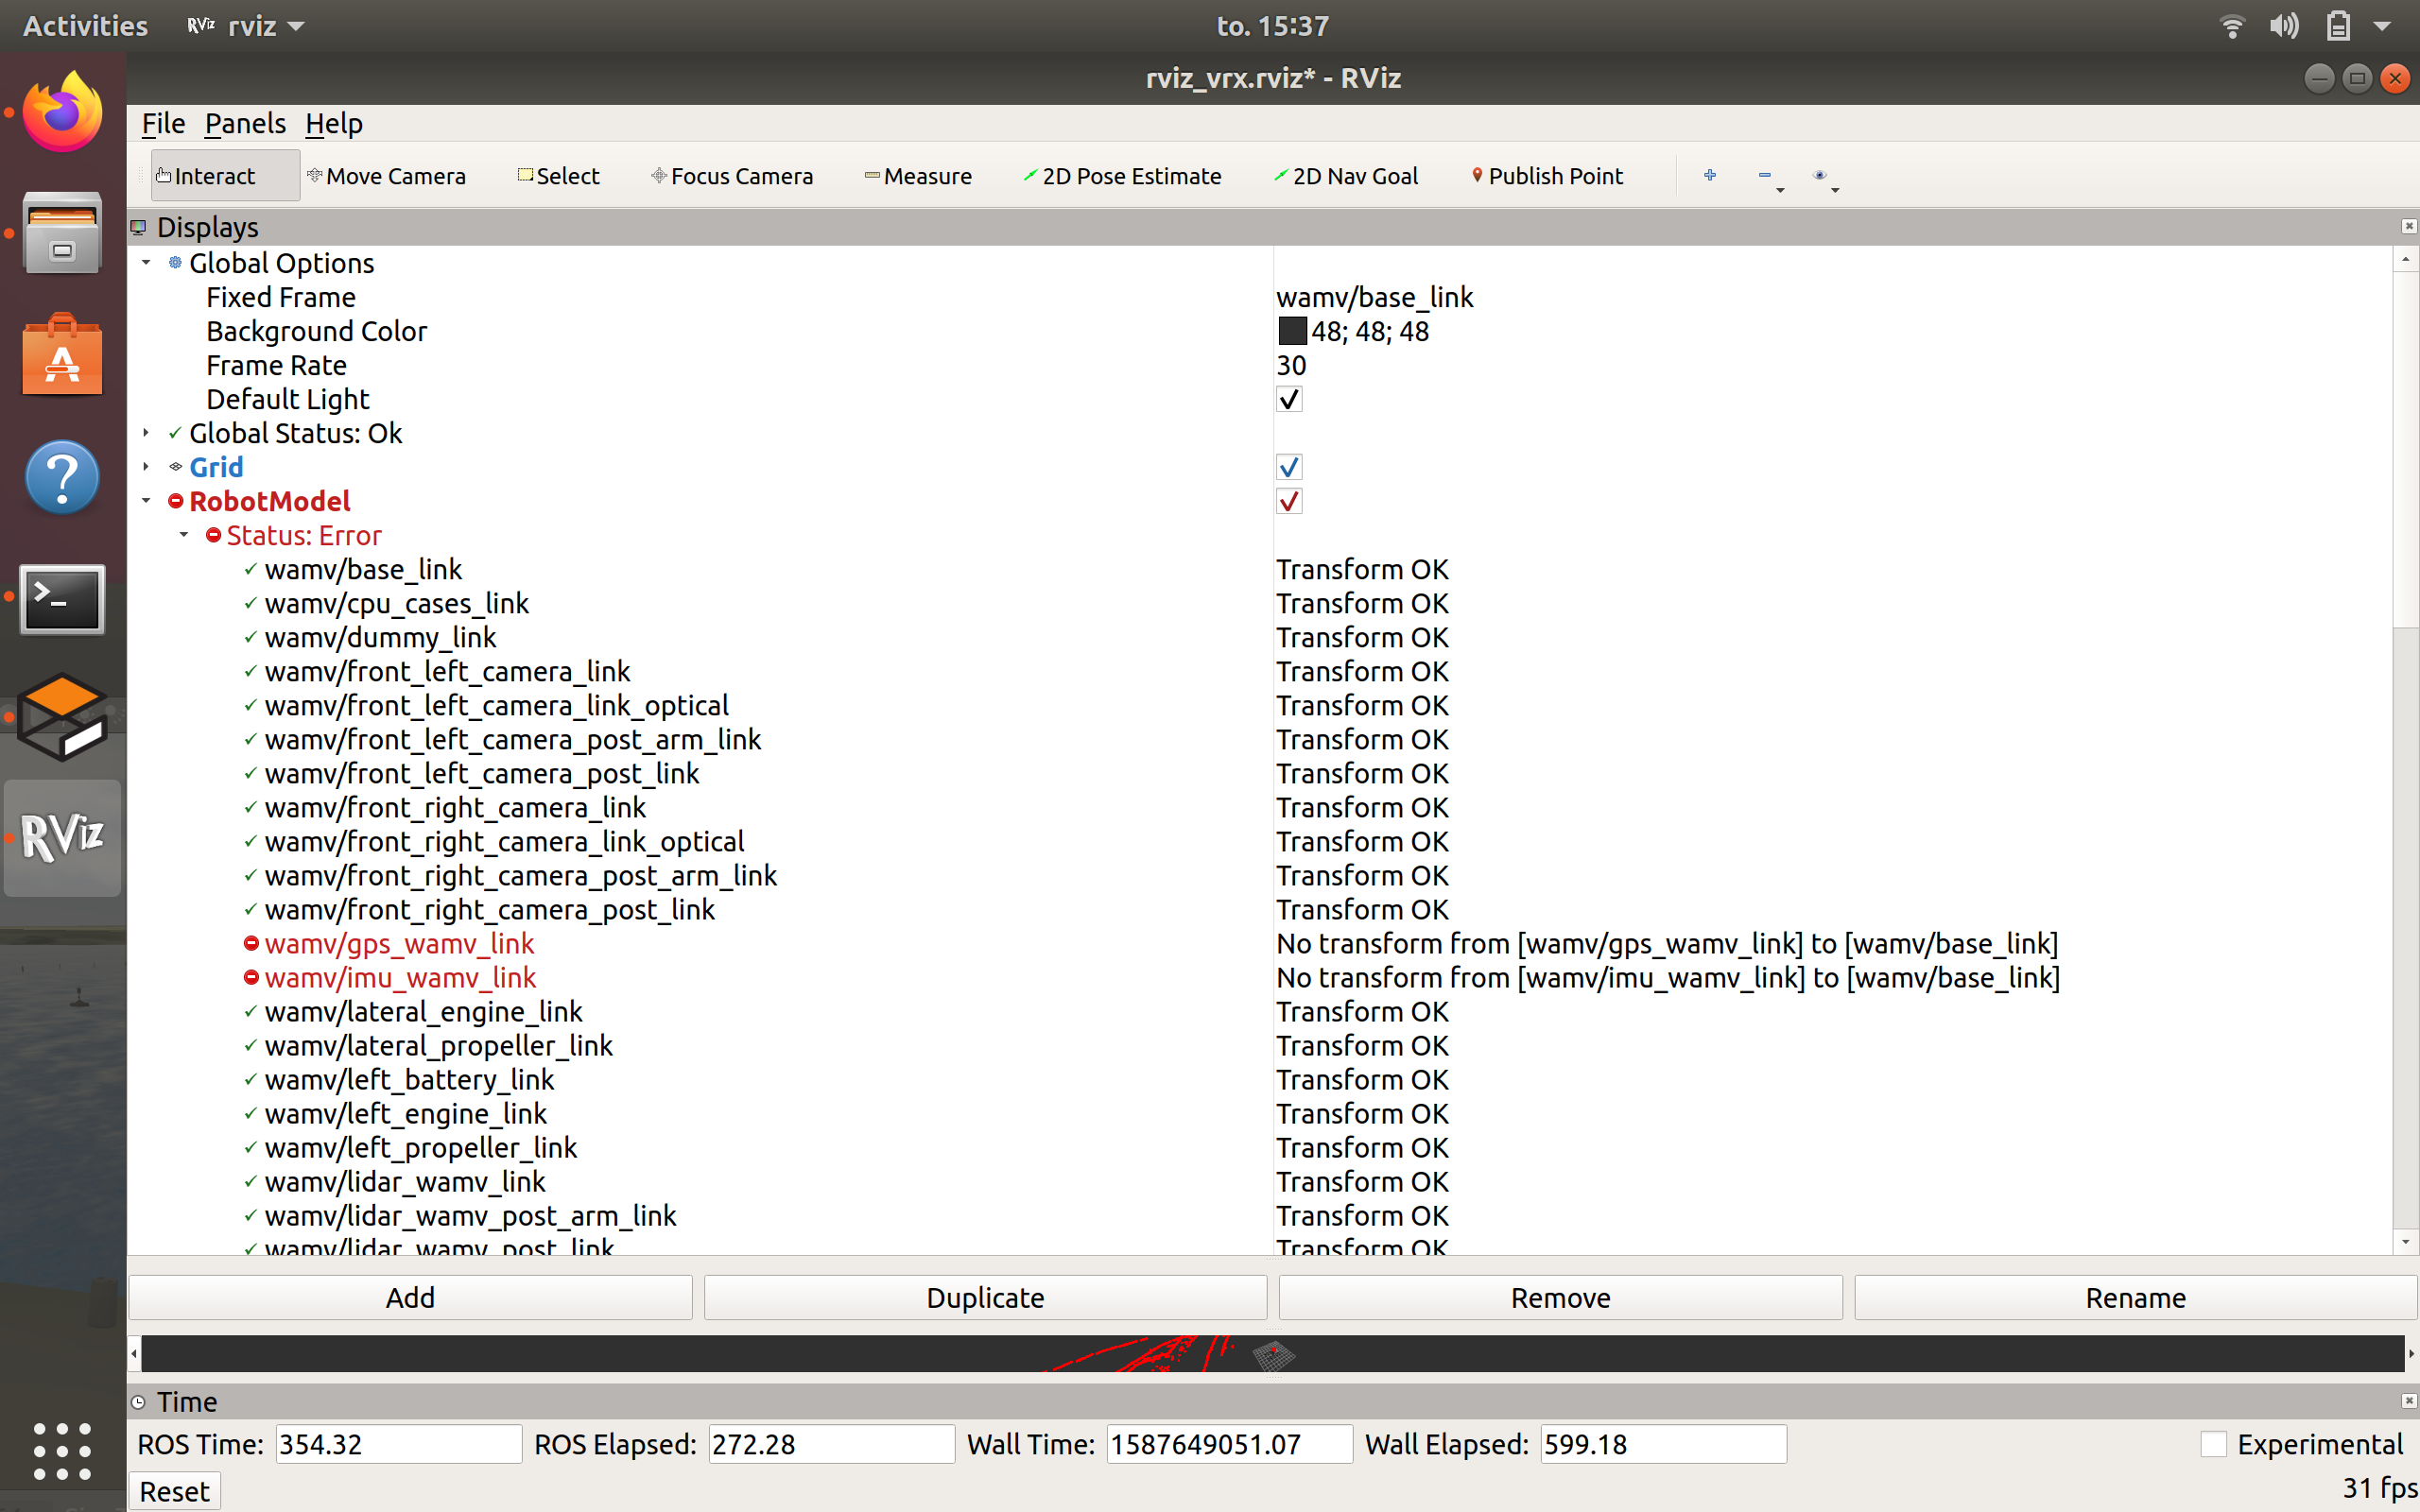 Activities RViz rviz to. 15:37
rviz_vrx.rviz* - RViz
File Panels Help
Interact Move Camera Select Focus Camera Measure 2D Pose Estimate 2D Nav Goal Publish Point
Displays
Global Options
Fixed Frame wamv/base_link
Background Color 48; 48; 48
Frame Rate 30
Default Light
Global Status: Ok
Grid
RobotModel
Status: Error
wamv/base_link Transform OK
wamv/cpu_cases_link Transform OK
wamv/dummy_link Transform OK
wamv/front_left_camera_link Transform OK
wamv/front_left_camera_link_optical Transform OK
wamv/front_left_camera_post_arm_link Transform OK
wamv/front_left_camera_post_link Transform OK
wamv/front_right_camera_link Transform OK
wamv/front_right_camera_link_optical Transform OK
wamv/front_right_camera_post_arm_link Transform OK
wamv/front_right_camera_post_link Transform OK
wamv/gps_wamv_link No transform from [wamv/gps_wamv_link] to [wamv/base_link]
wamv/imu_wamv_link No transform from [wamv/imu_wamv_link] to [wamv/base_link]
wamv/lateral_engine_link Transform OK
wamv/lateral_propeller_link Transform OK
wamv/left_battery_link Transform OK
wamv/left_engine_link Transform OK
wamv/left_propeller_link Transform OK
wamv/lidar_wamv_link Transform OK
wamv/lidar_wamv_post_arm_link Transform OK
wamv/lidar_wamv_post_link Transform OK
Add Duplicate Remove Rename
RViz
Time
ROS Time: 354.32 ROS Elapsed: 272.28 Wall Time: 1587649051.07 Wall Elapsed: 599.18 Experimental
Reset 31 fps